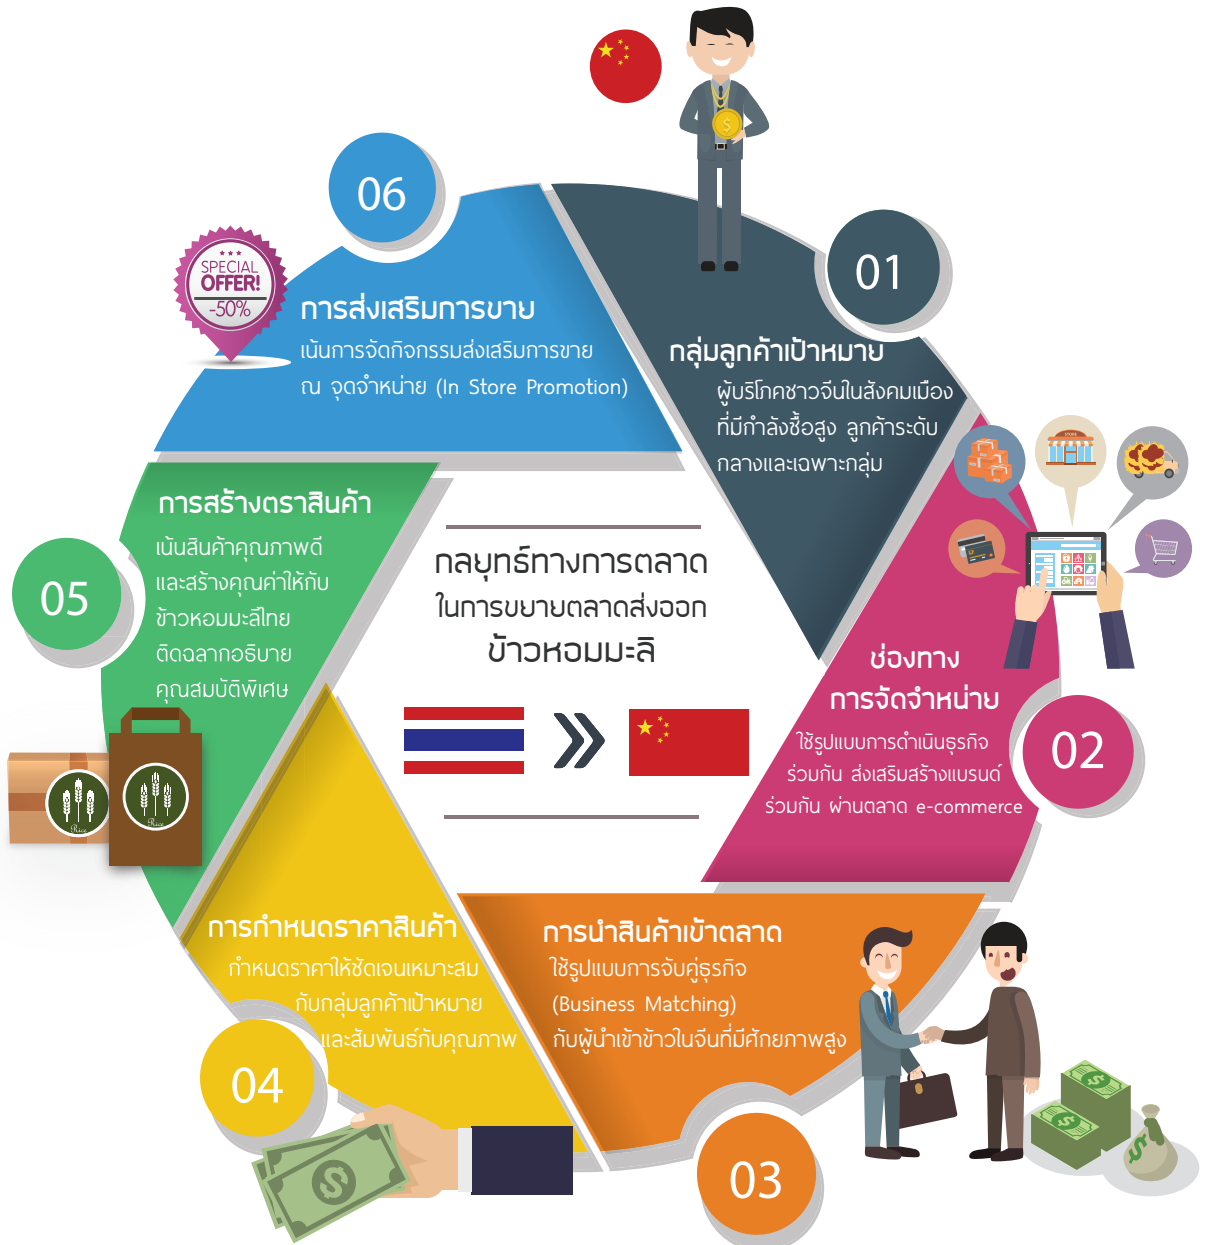 กลยุทธ์ทางการตลาด
ในการขยายตลาดส่งออก
ข้าวหอมมะลิ
01
กลุ่มลูกค้าเป้าหมาย
ผู้บริโภคชาวจีนในสังคมเมือง
ที่มีกำลังซื้อสูง ลูกค้าระดับ
กลางและเฉพาะกลุ่ม
STORE
02
ช่องทาง
การจัดจำหน่าย
ใช้รูปแบบการดำเนินธุรกิจ
ร่วมกัน ส่งเสริมสร้างแบรนด์
ร่วมกัน ผ่านตลาด e-commerce
03
การนำสินค้าเข้าตลาด
ใช้รูปแบบการจับคู่ธุรกิจ
(Business Matching)
กับผู้นำเข้าข้าวในจีนที่มีศักยภาพสูง
04
การกำหนดราคาสินค้า
กำหนดราคาให้ชัดเจนเหมาะสม
กับกลุ่มลูกค้าเป้าหมาย
และสัมพันธ์กับคุณภาพ
05
การสร้างตราสินค้า
เน้นสินค้าคุณภาพดี
และสร้างคุณค่าให้กับ
ข้าวหอมมะลิไทย
ติดฉลากอธิบาย
คุณสมบัติพิเศษ
Rice
Rice
06
การส่งเสริมการขาย
เน้นการจัดกิจกรรมส่งเสริมการขาย
ณ จุดจำหน่าย (In Store Promotion)
SPECIAL
OFFER!
-50%